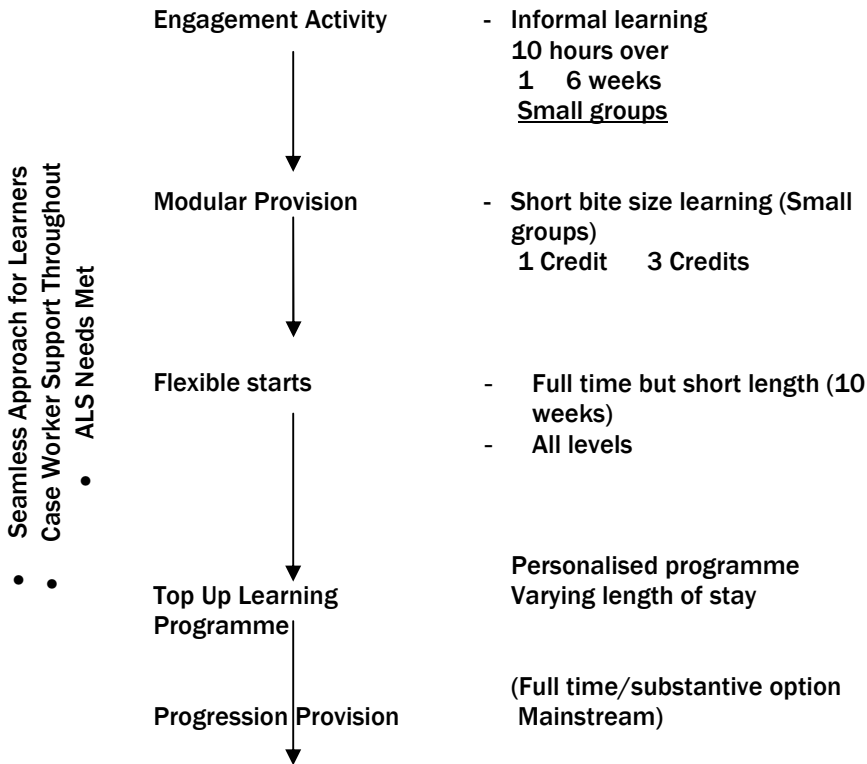 Engagement Activity
- Informal learning
10 hours over
1 6 weeks
Small groups
Modular Provision
- Short bite size learning (Small
groups)
1 Credit 3 Credits
Flexible starts
- Full time but short length (10
weeks)
- All levels
Top Up Learning
Programme
Personalised programme
Varying length of stay
Progression Provision
(Full time/substantive option
Mainstream)
• Seamless Approach for Learners
• Case Worker Support Throughout
• ALS Needs Met